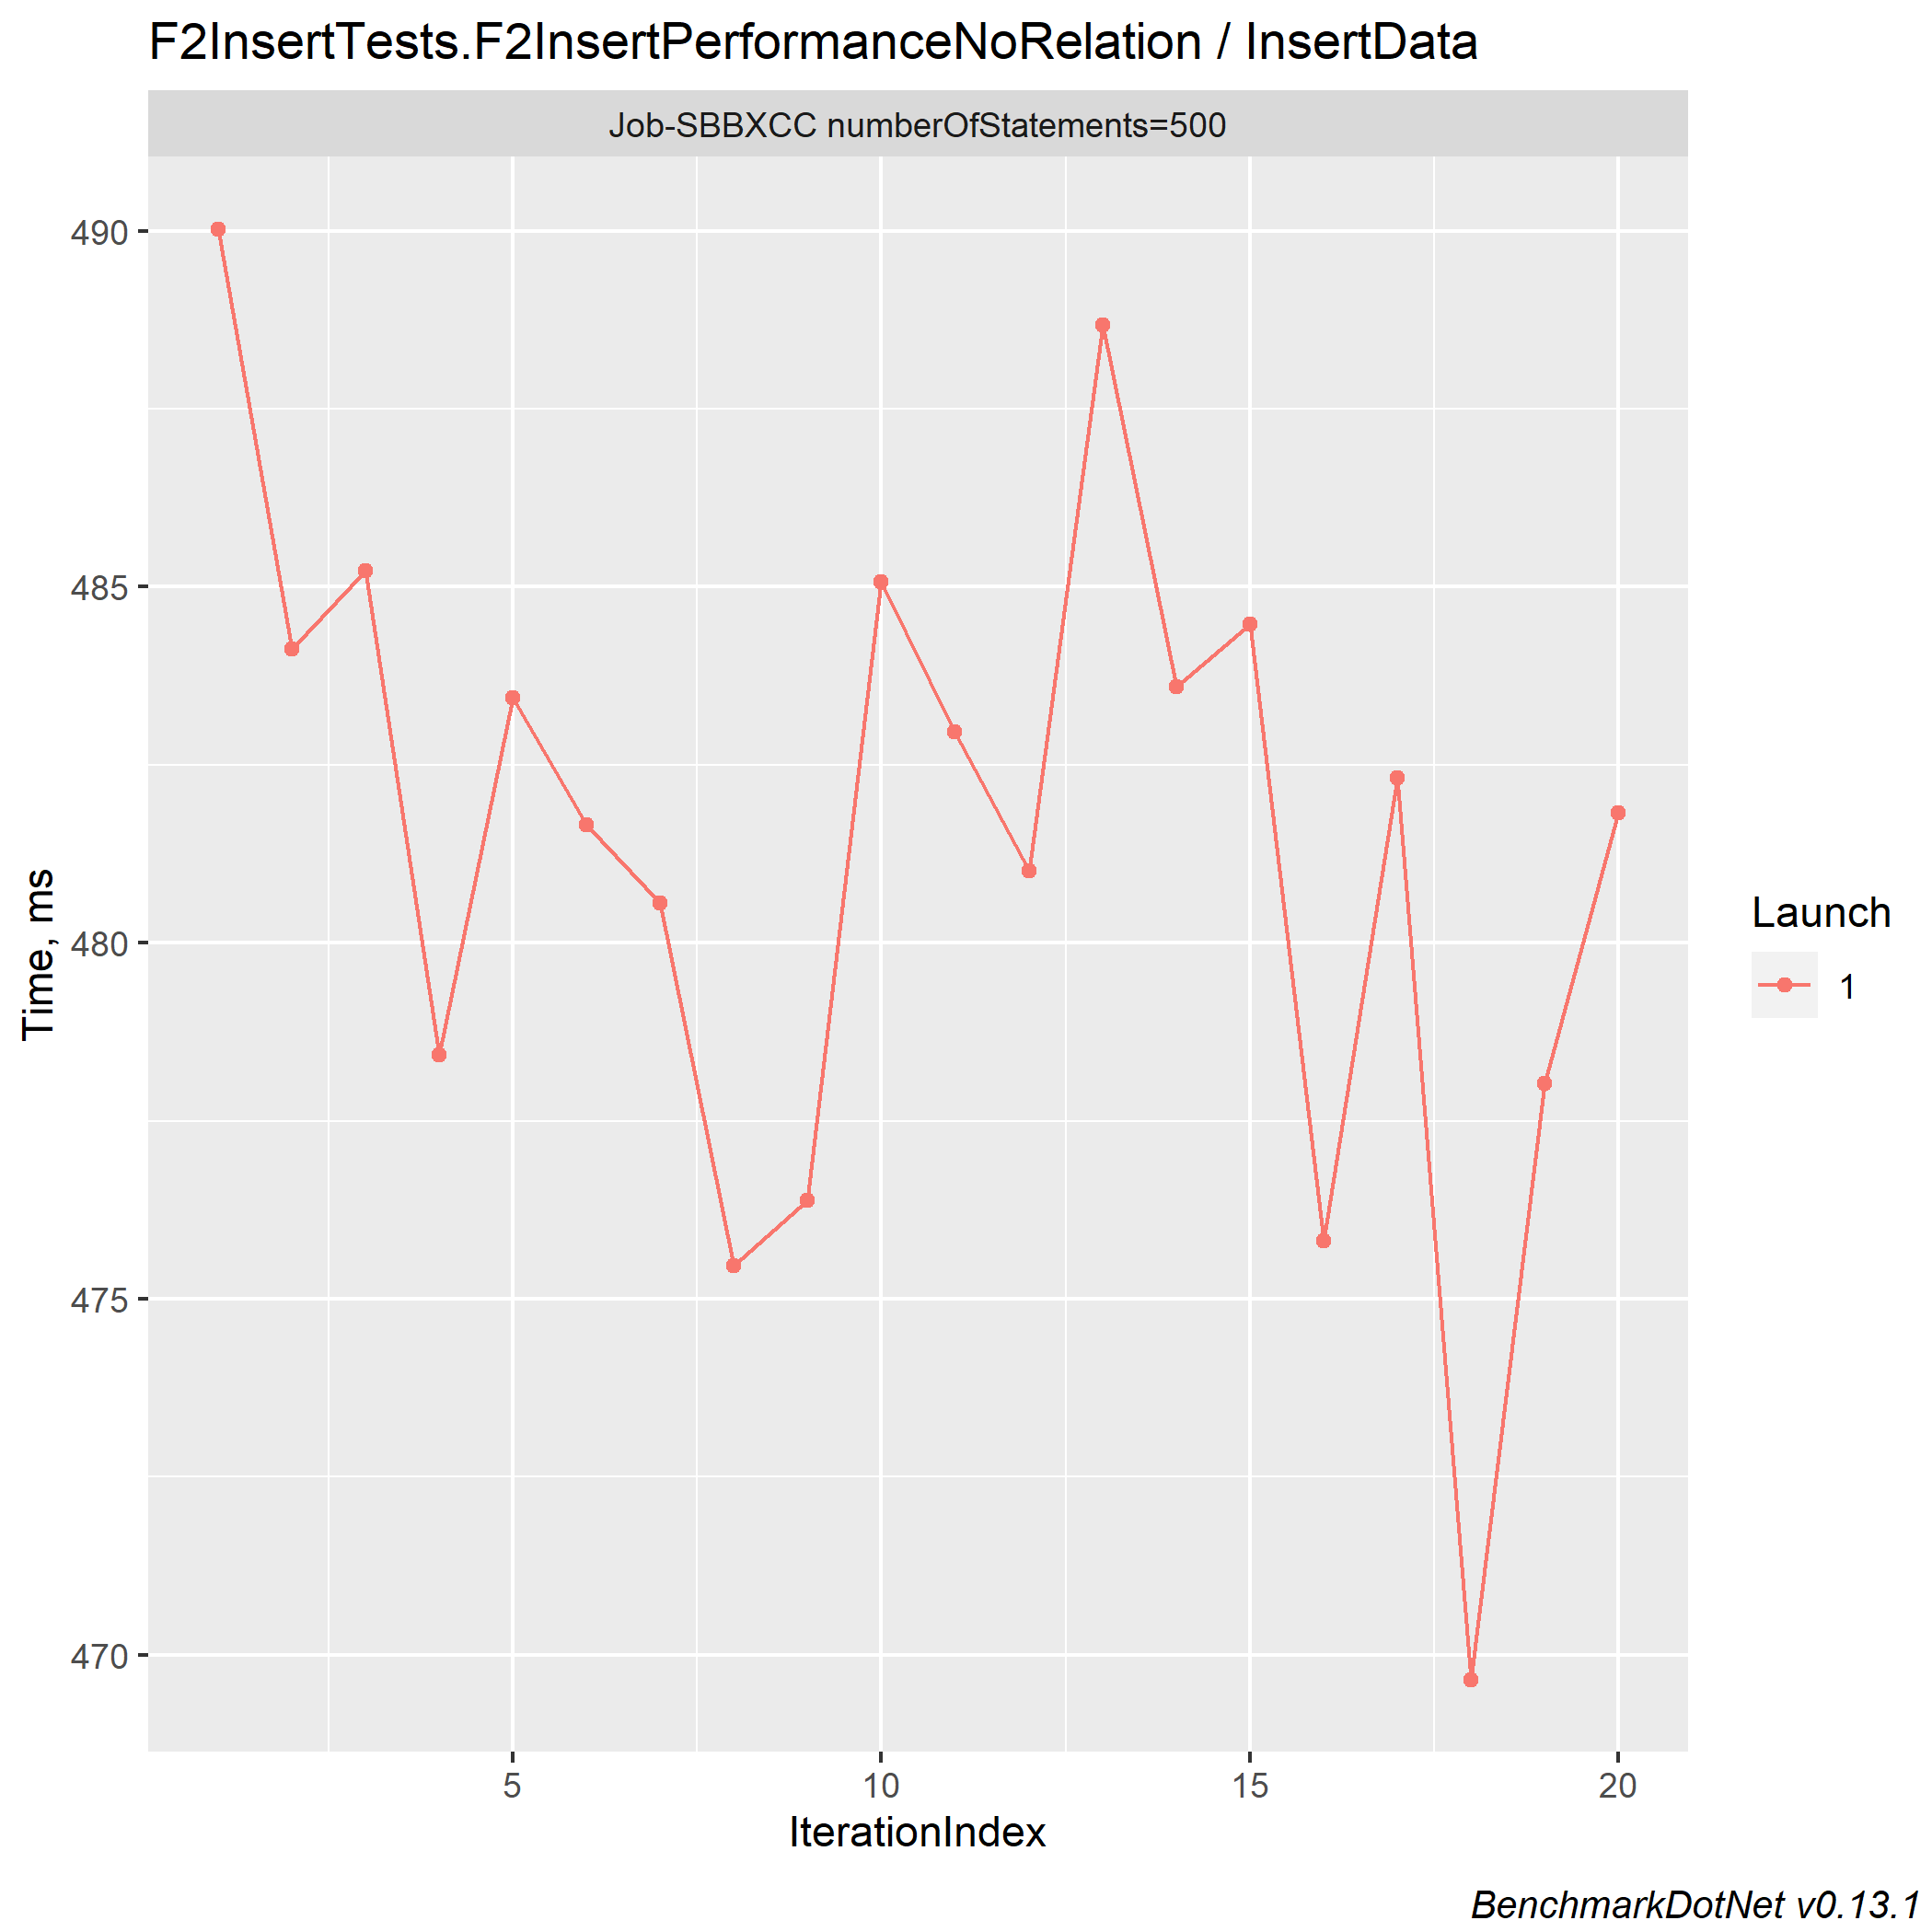 F2InsertTests.F2InsertPerformanceNoRelation / InsertData
Job-SBBXCC numberOfStatements=500
490
485
480
475
470
Time, ms
5 10 15 20
IterationIndex
Launch
1
BenchmarkDotNet v0.13.1